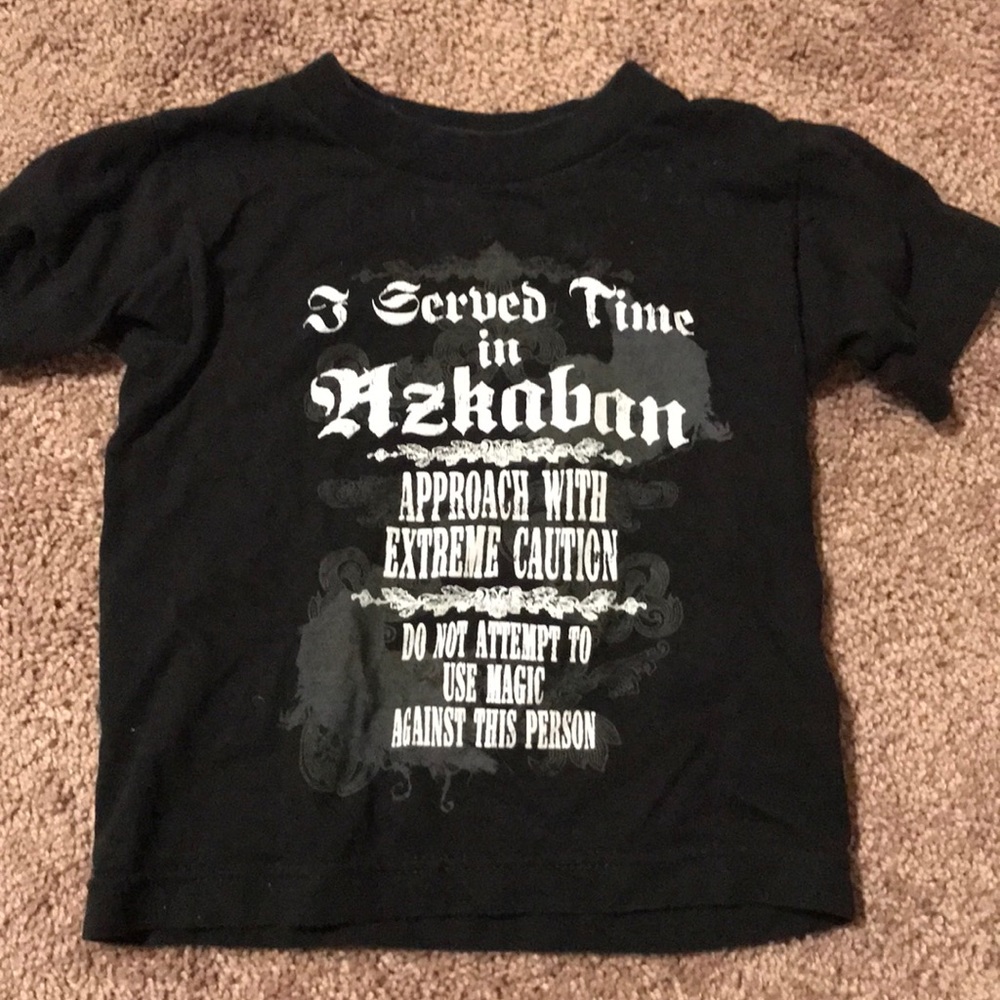 I Served Time
in
Azkaban
APPROACH WITH
EXTREME CAUTION
DO NOT ATTEMPT TO
USE MAGIC
AGAINST THIS PERSON